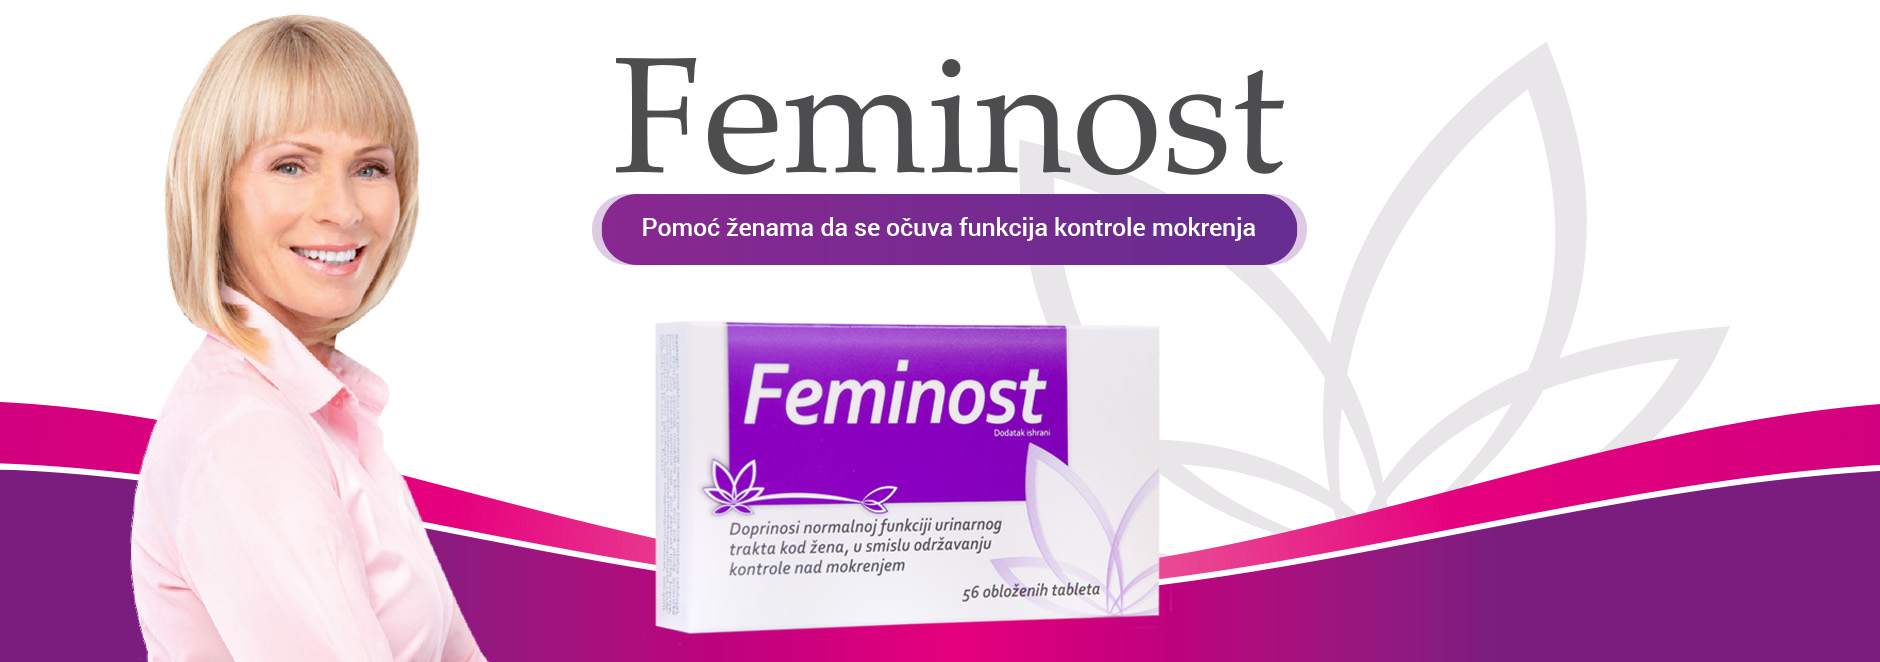 Feminost
Pomoć ženama da se očuva funkcija kontrole mokrenja
Feminost
Dodatak ishrani
Doprinosi normalnoj funkciji urinarnog
trakta kod žena, u smislu održavanju
kontrole nad mokrenjem
56 obloženih tableta